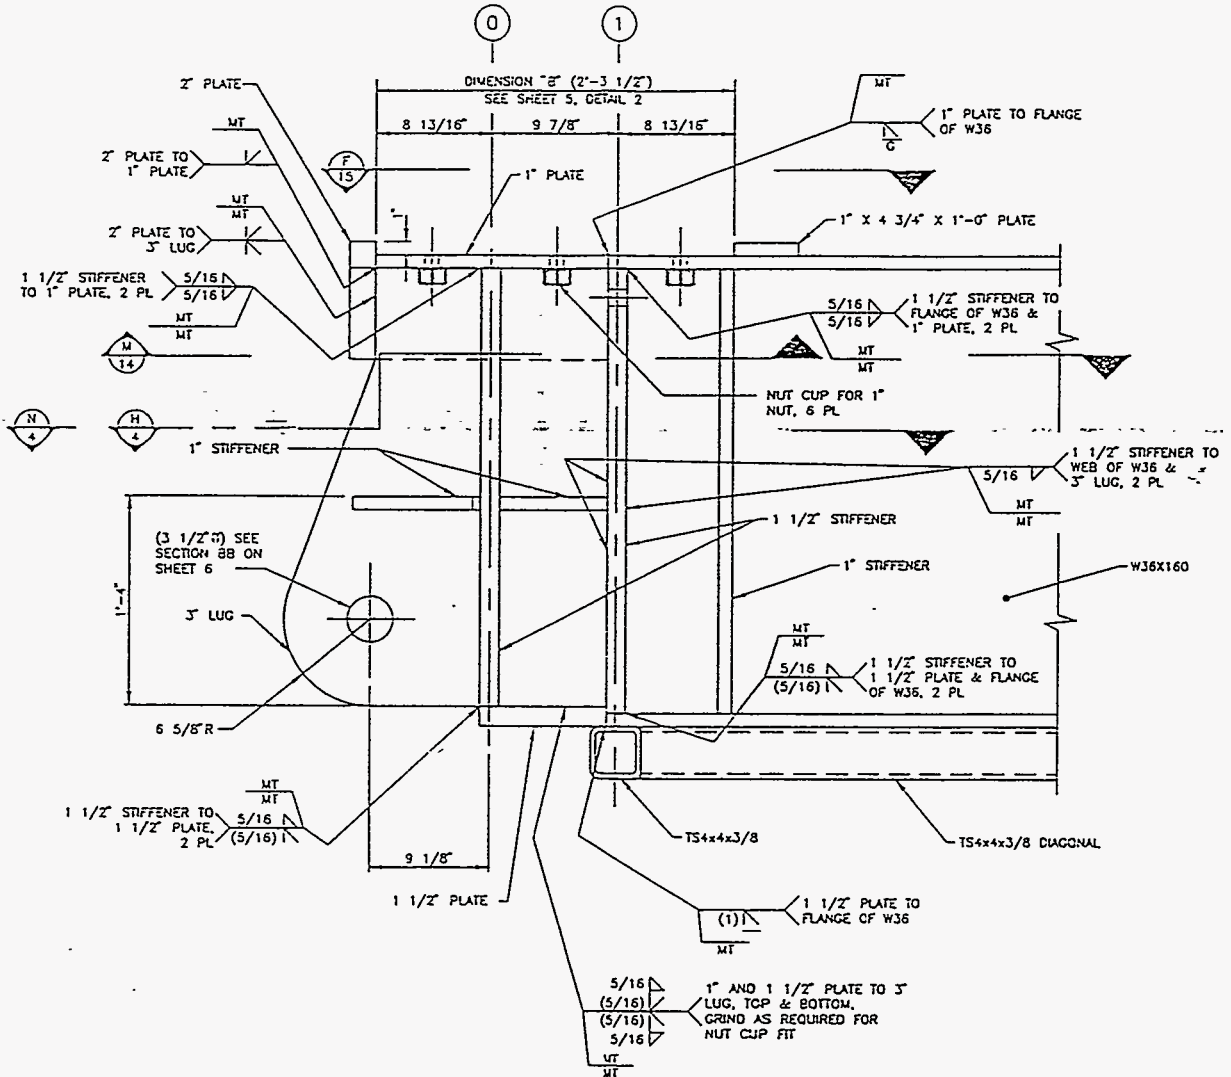 0
1
DIMENSION "B" (2'-3 1/2")
SEE SHEET 5, DETAIL 2
8 13/16"
9 7/8"
8 13/16"
2" PLATE
MT
2" PLATE TO
1" PLATE
F
15
1" PLATE
MT
1" PLATE TO FLANGE
OF W36
G
MT
MT
2" PLATE TO
3" LUG
1"
1" X 4 3/4" X 1'-0" PLATE
1 1/2" STIFFENER
TO 1" PLATE, 2 PL
5/16
5/16
MT
MT
5/16
5/16
1 1/2" STIFFENER TO
FLANGE OF W36 &
1" PLATE, 2 PL
MT
MT
M
14
NUT CUP FOR 1"
NUT, 6 PL
N
4
H
4
1" STIFFENER
5/16
1 1/2" STIFFENER TO
WEB OF W36 &
3" LUG, 2 PL
MT
MT
1 1/2" STIFFENER
(3 1/2" SEE
SECTION BB ON
SHEET 6
1'-4"
1" STIFFENER
W36X160
3" LUG
MT
MT
5/16
(5/16)
1 1/2" STIFFENER TO
1 1/2" PLATE & FLANGE
OF W36, 2 PL
6 5/8"R
MT
MT
1 1/2" STIFFENER TO
1 1/2" PLATE,
2 PL
5/16
(5/16)
TS4x4x3/8
TS4x4x3/8 DIAGONAL
9 1/8"
1 1/2" PLATE
(1)
1 1/2" PLATE TO
FLANGE OF W36
MT
5/16
(5/16)
(5/16)
5/16
1" AND 1 1/2" PLATE TO 3"
LUG, TOP & BOTTOM.
GRIND AS REQUIRED FOR
NUT CUP FIT
MT
MT